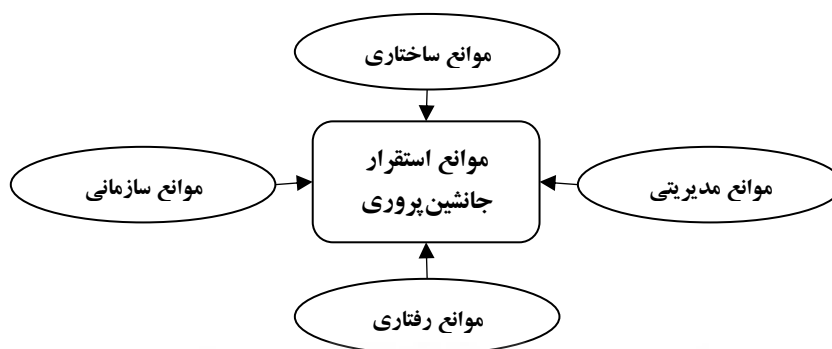 موانع ساختاری
موانع استقرار
جانشین‌پروری
موانع مدیریتی
موانع سازمانی
موانع رفتاری